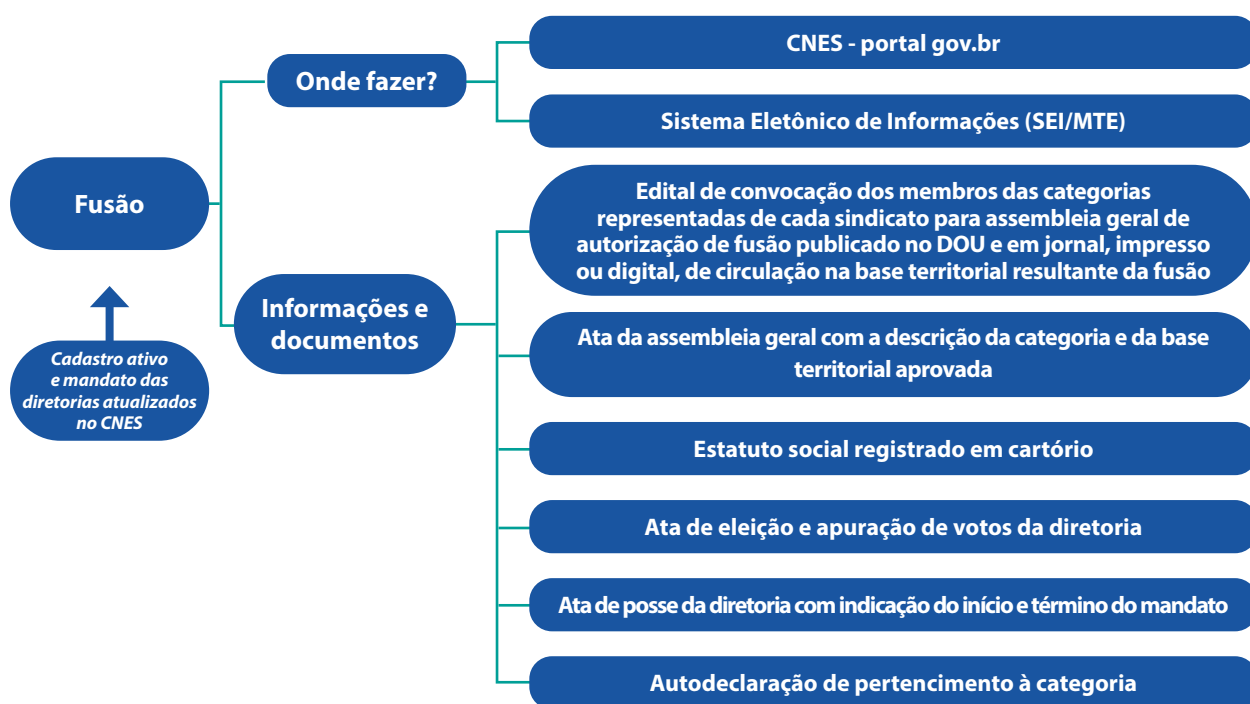 Fusão
Cadastro ativo
e mandato das
diretorias atualizados
no CNES
Onde fazer?
CNES - portal gov.br
Sistema Eletônico de Informações (SEI/MTE)
Informações e
documentos
Edital de convocação dos membros das categorias
representadas de cada sindicato para assembleia geral de
autorização de fusão publicado no DOU e em jornal, impresso
ou digital, de circulação na base territorial resultante da fusão
Ata da assembleia geral com a descrição da categoria e da base
territorial aprovada
Estatuto social registrado em cartório
Ata de eleição e apuração de votos da diretoria
Ata de posse da diretoria com indicação do início e término do mandato
Autodeclaração de pertencimento à categoria